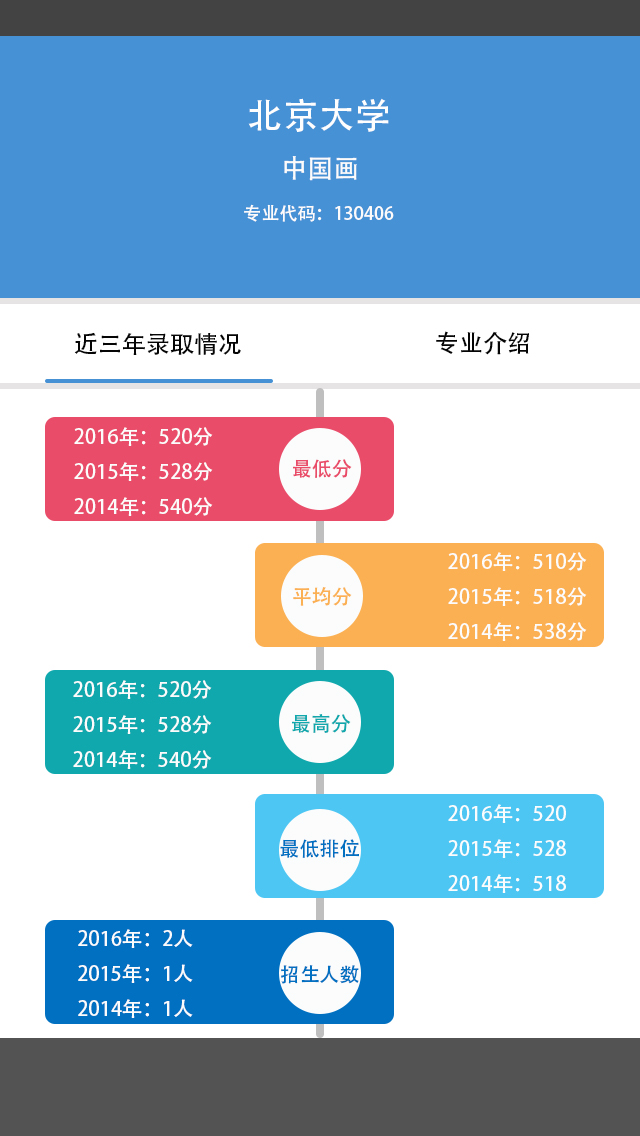 北京大学
中国画
专业代码：130406
近三年录取情况
专业介绍
2016年：520分
2015年：528分
2014年：540分
最低分
平均分
2016年：510分
2015年：518分
2014年：538分
2016年：520分
2015年：528分
2014年：540分
最高分
最低排位
2016年：520
2015年：528
2014年：518
2016年：2人
2015年：1人
2014年：1人
招生人数